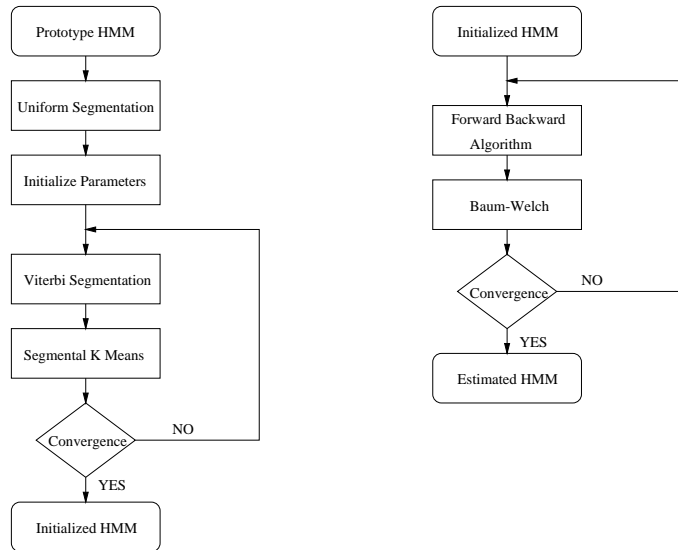 Prototype HMM
Uniform Segmentation
Initialize Parameters
Viterbi Segmentation
Segmental K Means
Convergence
NO
YES
Initialized HMM
Initialized HMM
Forward Backward
Algorithm
Baum-Welch
Convergence
NO
YES
Estimated HMM